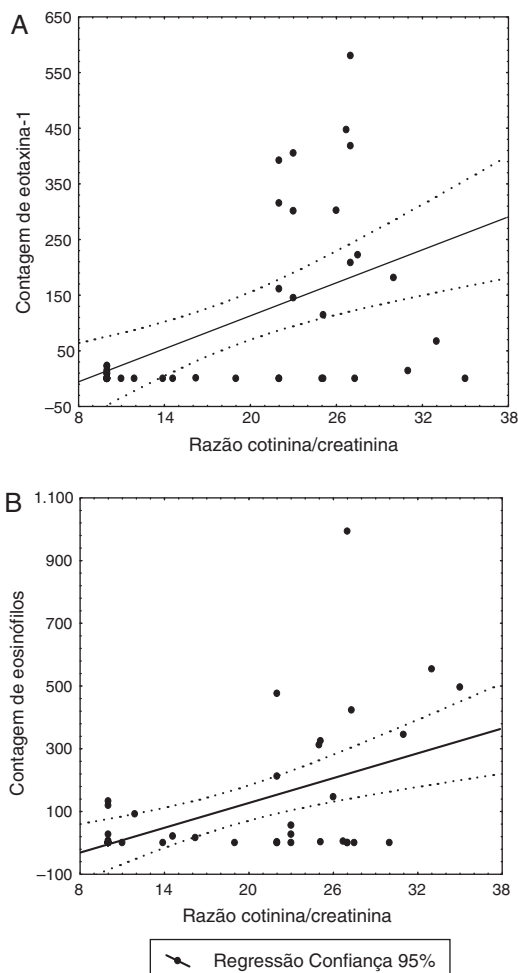 A
650
550
450
350
250
150
50
−50
Contagem de eotaxina-1
8 14 20 26 32 38
Razão cotinina/creatinina
B
1.100
900
700
500
300
100
−100
Contagem de eosinófilos
8 14 20 26 32 38
Razão cotinina/creatinina
Regressão Confiança 95%